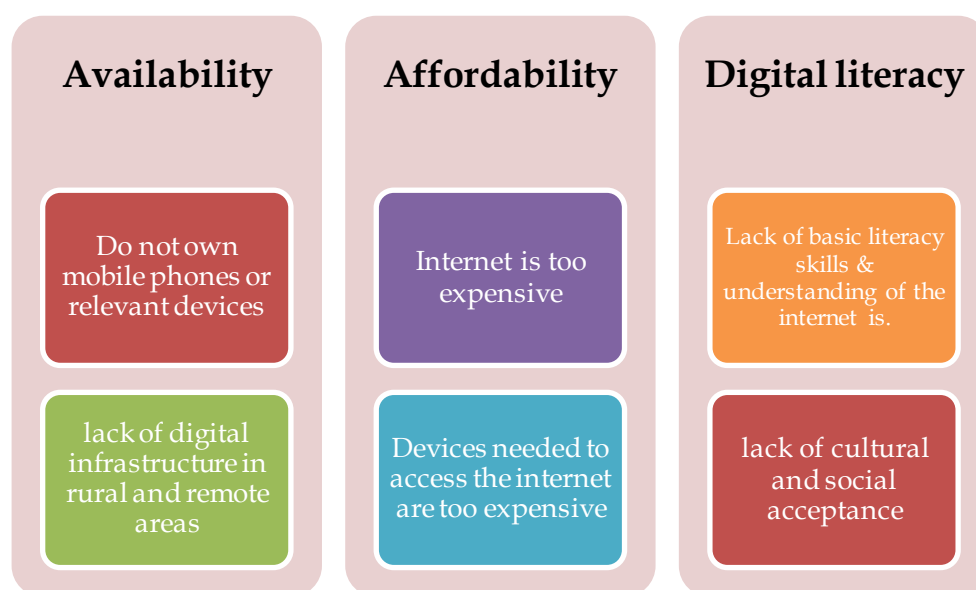 Availability
Do not own
mobile phones or
relevant devices
lack of digital
infrastructure in
rural and remote
areas
Affordability
Internet is too
expensive
Devices needed to
access the internet
are too expensive
Digital literacy
Lack of basic literacy
skills &
understanding of the
internet is.
lack of cultural
and social
acceptance